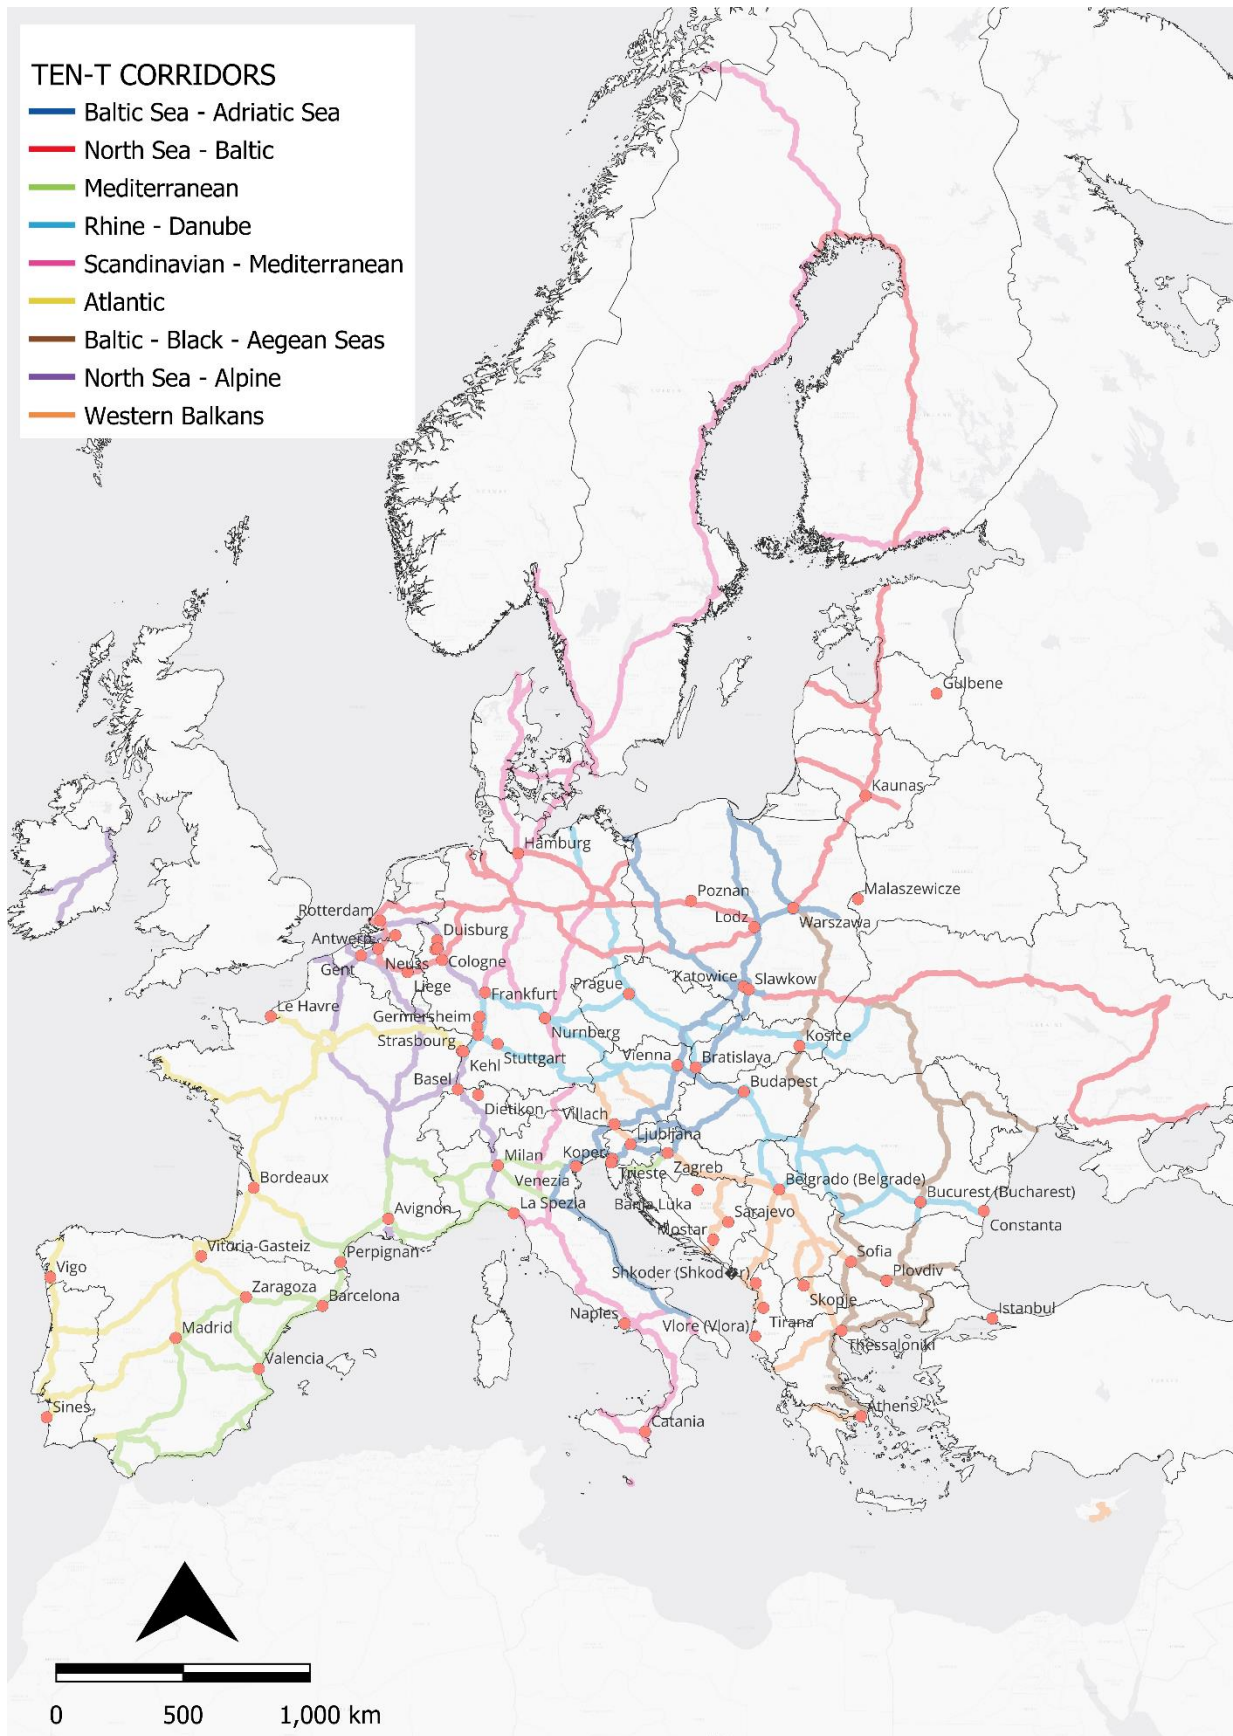 TEN-T CORRIDORS
Baltic Sea - Adriatic Sea
North Sea - Baltic
Mediterranean
Rhine - Danube
Scandinavian - Mediterranean
Atlantic
Baltic - Black - Aegean Seas
North Sea - Alpine
Western Balkans
Gulbene
Kaunas
Hamburg
Poznan
Malaszewicze
Rotterdam
Lodz
Warszawa
Duisburg
Antwerp
Gent
Neuss
Cologne
Liege
Katowice
Slawkow
Prague
Frankfurt
Le Havre
Germersheim
Nurnberg
Strasbourg
Stuttgart
Kosice
Kehl
Vienna
Bratislava
Basel
Budapest
Dietikon
Villach
Ljubljana
Milan
Koper
Zagreb
Venezia
Trieste
Bordeaux
Belgrado (Belgrade)
Banja Luka
Bucurest (Bucharest)
La Spezia
Avignon
Sarajevo
Mostar
Constanta
Vitoria-Gasteiz
Perpignan
Sofia
Vigo
Shkoder (Shkod�r)
Plovdiv
Zaragoza
Barcelona
Skopje
Istanbul
Naples
Tirana
Vlore (Vlora)
Madrid
Thessaloniki
Valencia
Sines
Athens
Catania
0 500 1,000 km